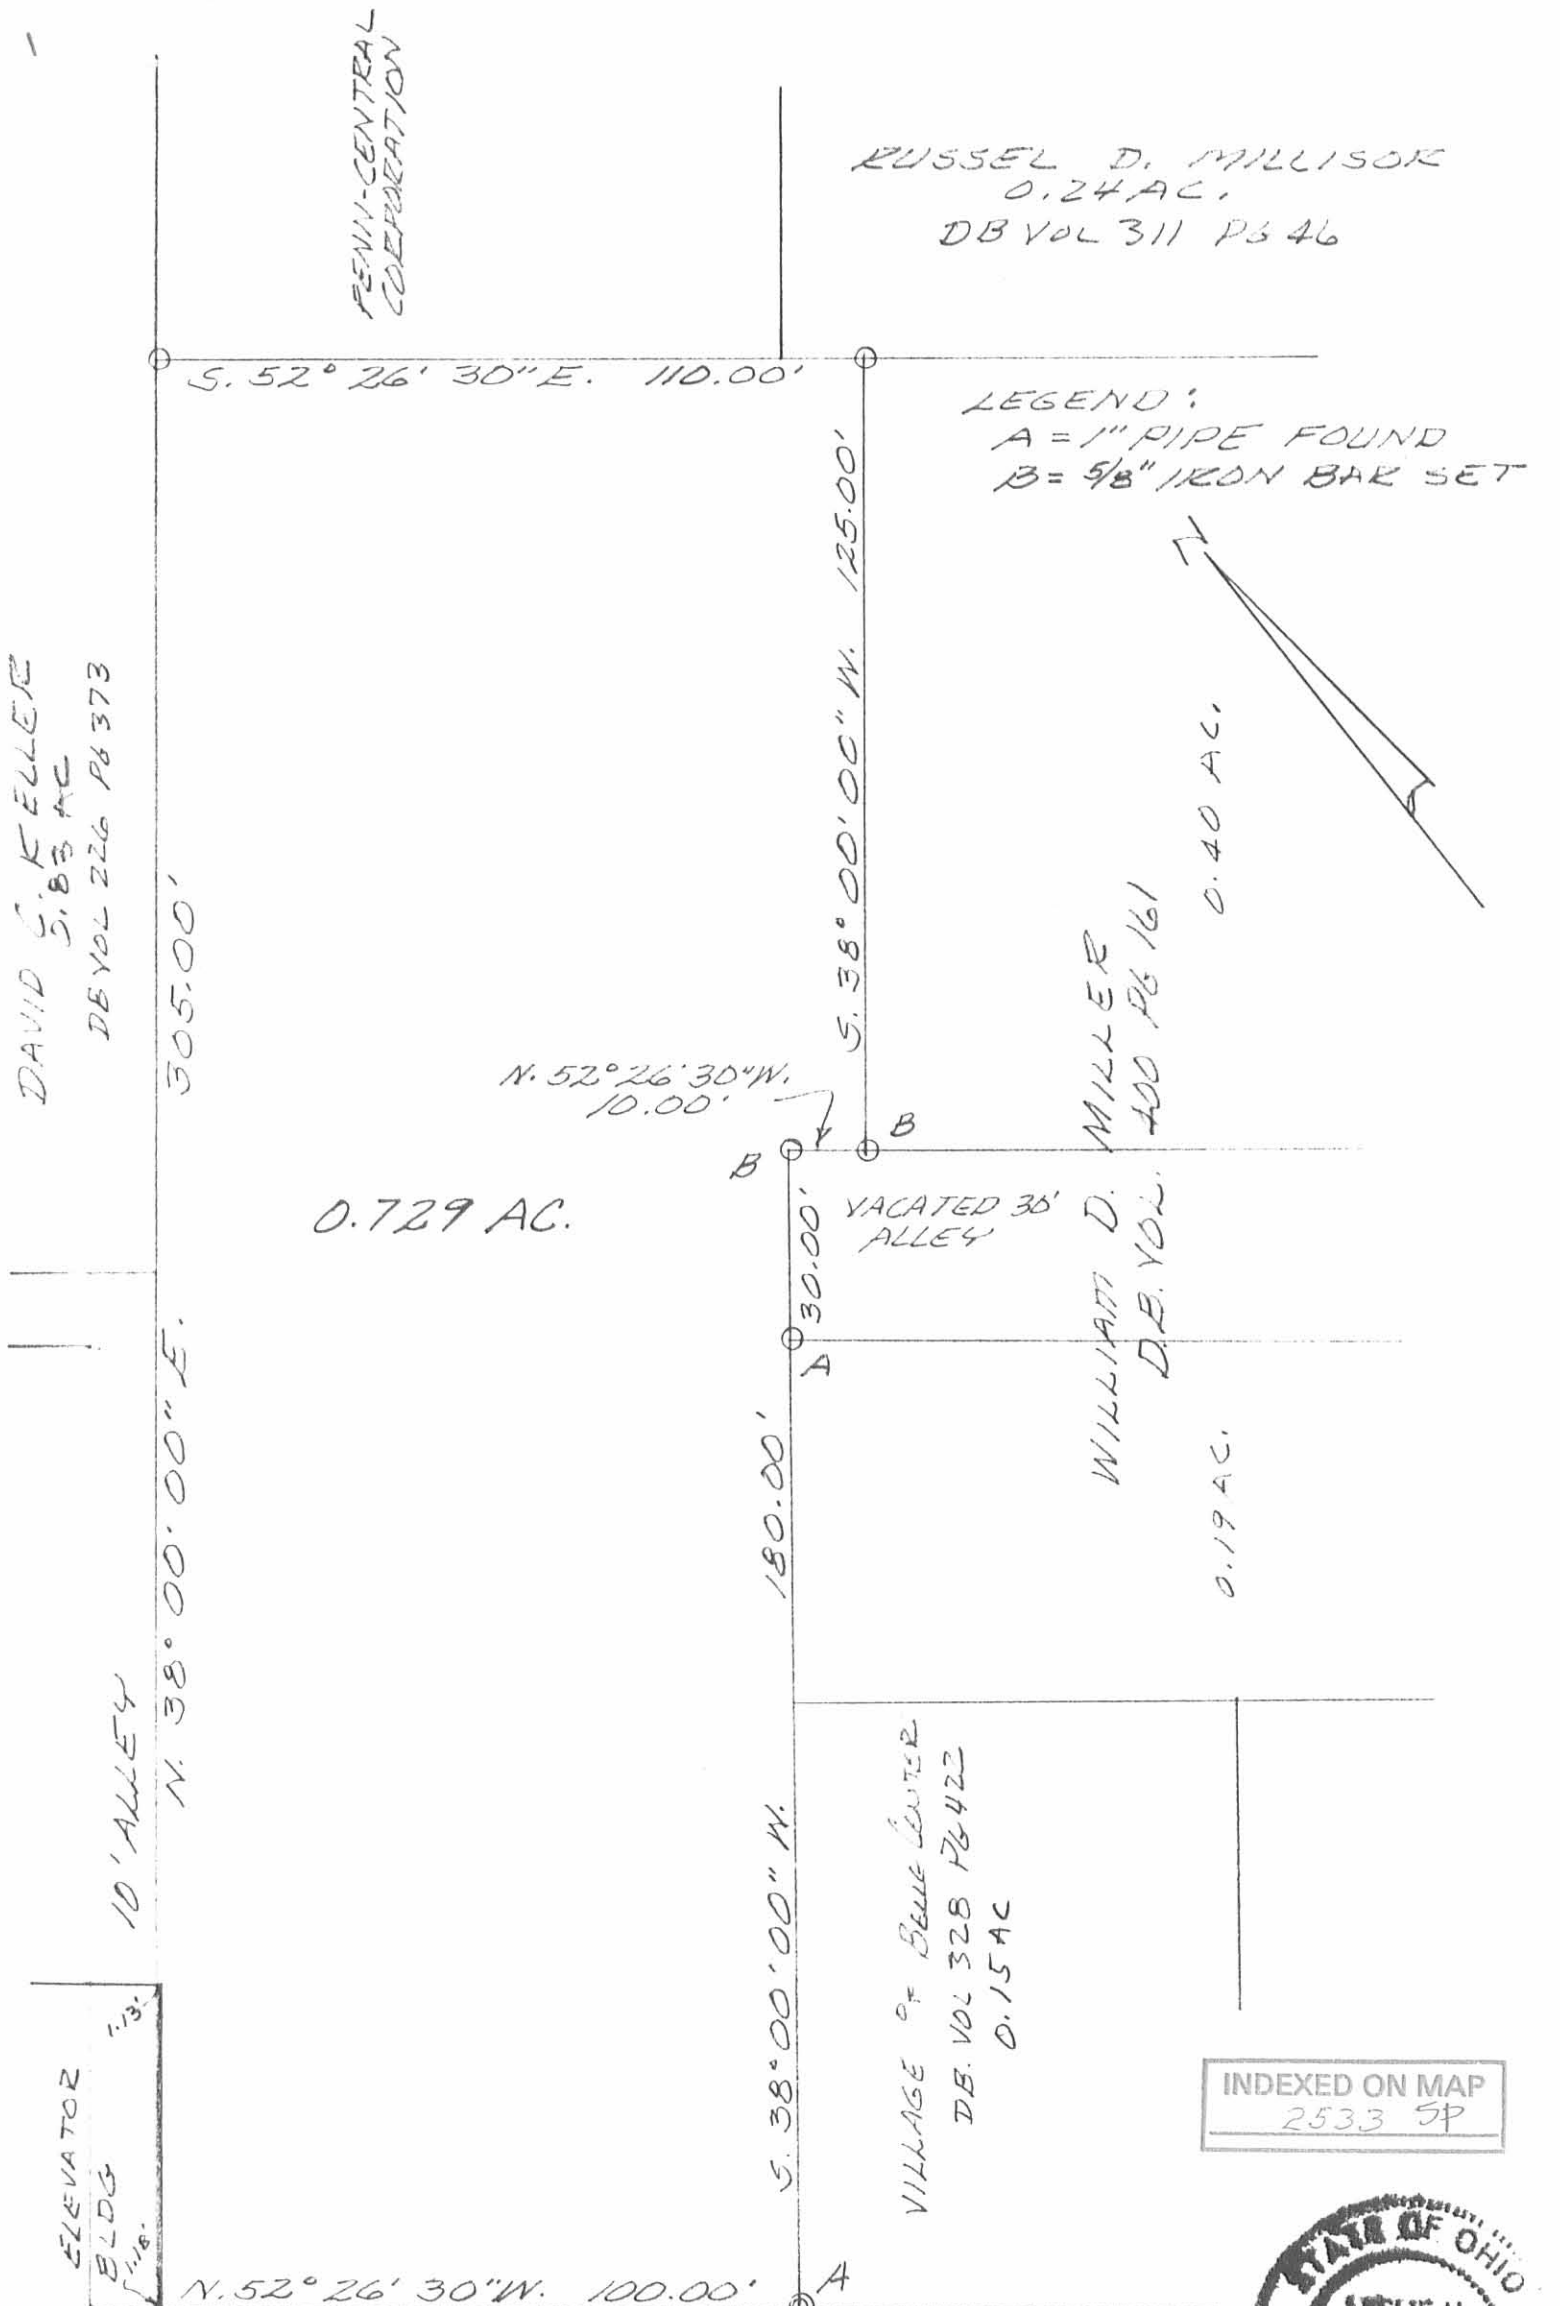 PENN-CENTRAL
CORPORATION
RUSSEL D. MILLISOR
0.24 AC.
DB VOL 311 PG 46
S. 52° 26' 30" E. 110.00'
LEGEND:
A = 1" PIPE FOUND
B = 5/8" IRON BAR SET
N
S. 38° 00' 00" W. 125.00'
DAVID C. KELLER
5.83 AC
DB VOL 226 PG 373
305.00'
N. 38° 00' 00" E.
N. 52° 26' 30" W.
10.00'
B
B
0.729 AC.
30.00'
VACATED 30'
ALLEY
WILLIAM D. MILLER
D.B. VOL. 400 PG 161
0.40 AC.
0.19 AC.
A
180.00'
S. 38° 00' 00" W.
10' ALLEY
VILLAGE OF BELLE CENTER
DB. VOL 328 PG 422
0.15 AC
ELEVATOR
BLDG
N. 52° 26' 30" W. 100.00'
A
INDEXED ON MAP
2533 SP
STATE OF OHIO